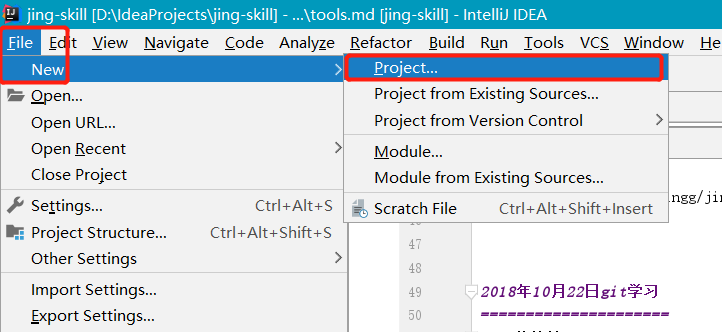 jing-skill [D:\IdeaProjects\jing-skill] - ...\tools.md [jing-skill] - IntelliJ IDEA
File Edit View Navigate Code Analyze Refactor Build Run Tools VCS Window He
New
Project...
Open...
Project from Existing Sources...
Open URL...
Project from Version Control
Open Recent
Module...
Close Project
Module from Existing Sources...
ngg/jin
Settings... Ctrl+Alt+S
Scratch File Ctrl+Alt+Shift+Insert
Project Structure... Ctrl+Alt+Shift+S
Other Settings
47
48
Import Settings...
49 2018年10月22日git学习
Export Settings...
50 =====================